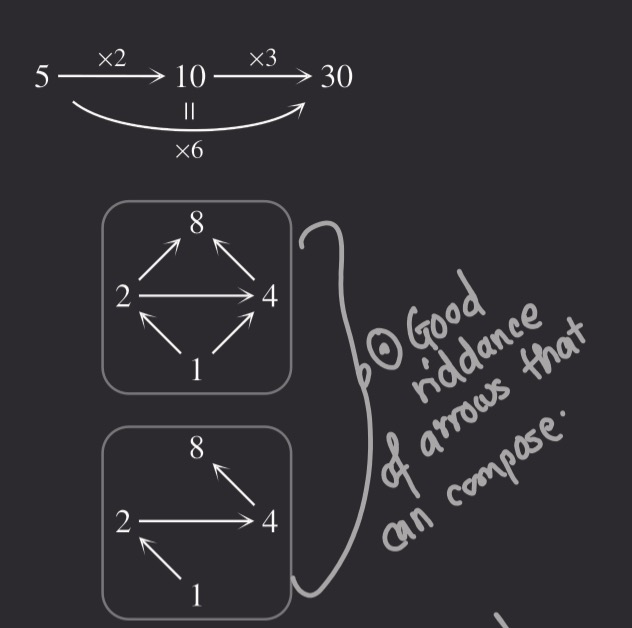 ×2 ×3
5 10 30
=
×6
8
2 4
1
8
2 4
1
⊙ Good
riddance
of arrows that
can compose.